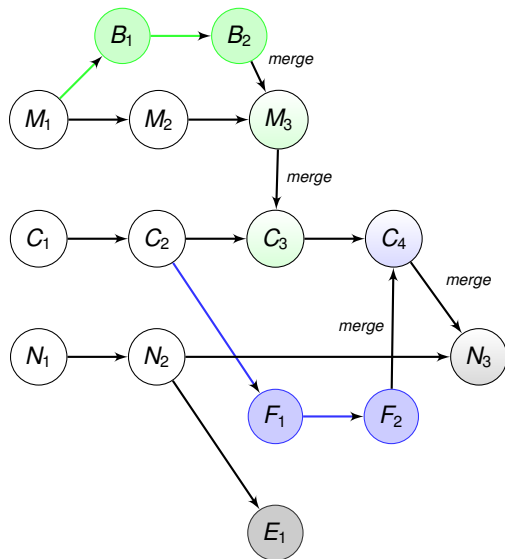 B₁ B₂
merge
M₁ M₂ M₃
merge
C₁ C₂ C₃ C₄
merge
merge
N₁ N₂ N₃
F₁ F₂
E₁